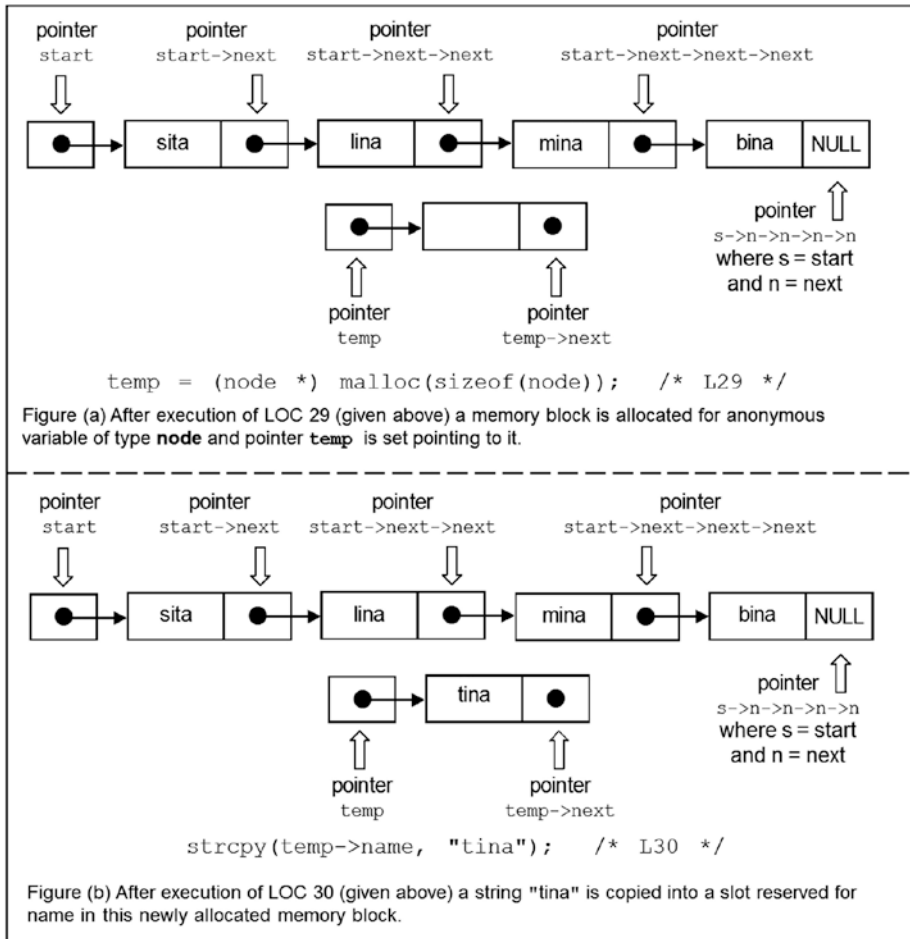 pointer pointer pointer pointer
start start->next start->next->next start->next->next->next
sita lina mina bina NULL
pointer
s->n->n->n->n
where s = start
and n = next
pointer pointer
temp temp->next
temp = (node *) malloc(sizeof(node)); /* L29 */
Figure (a) After execution of LOC 29 (given above) a memory block is allocated for anonymous
variable of type node and pointer temp is set pointing to it.
pointer pointer pointer pointer
start start->next start->next->next start->next->next->next
sita lina mina bina NULL
tina
pointer
s->n->n->n->n
where s = start
and n = next
pointer pointer
temp temp->next
strcpy(temp->name, "tina"); /* L30 */
Figure (b) After execution of LOC 30 (given above) a string "tina" is copied into a slot reserved for
name in this newly allocated memory block.